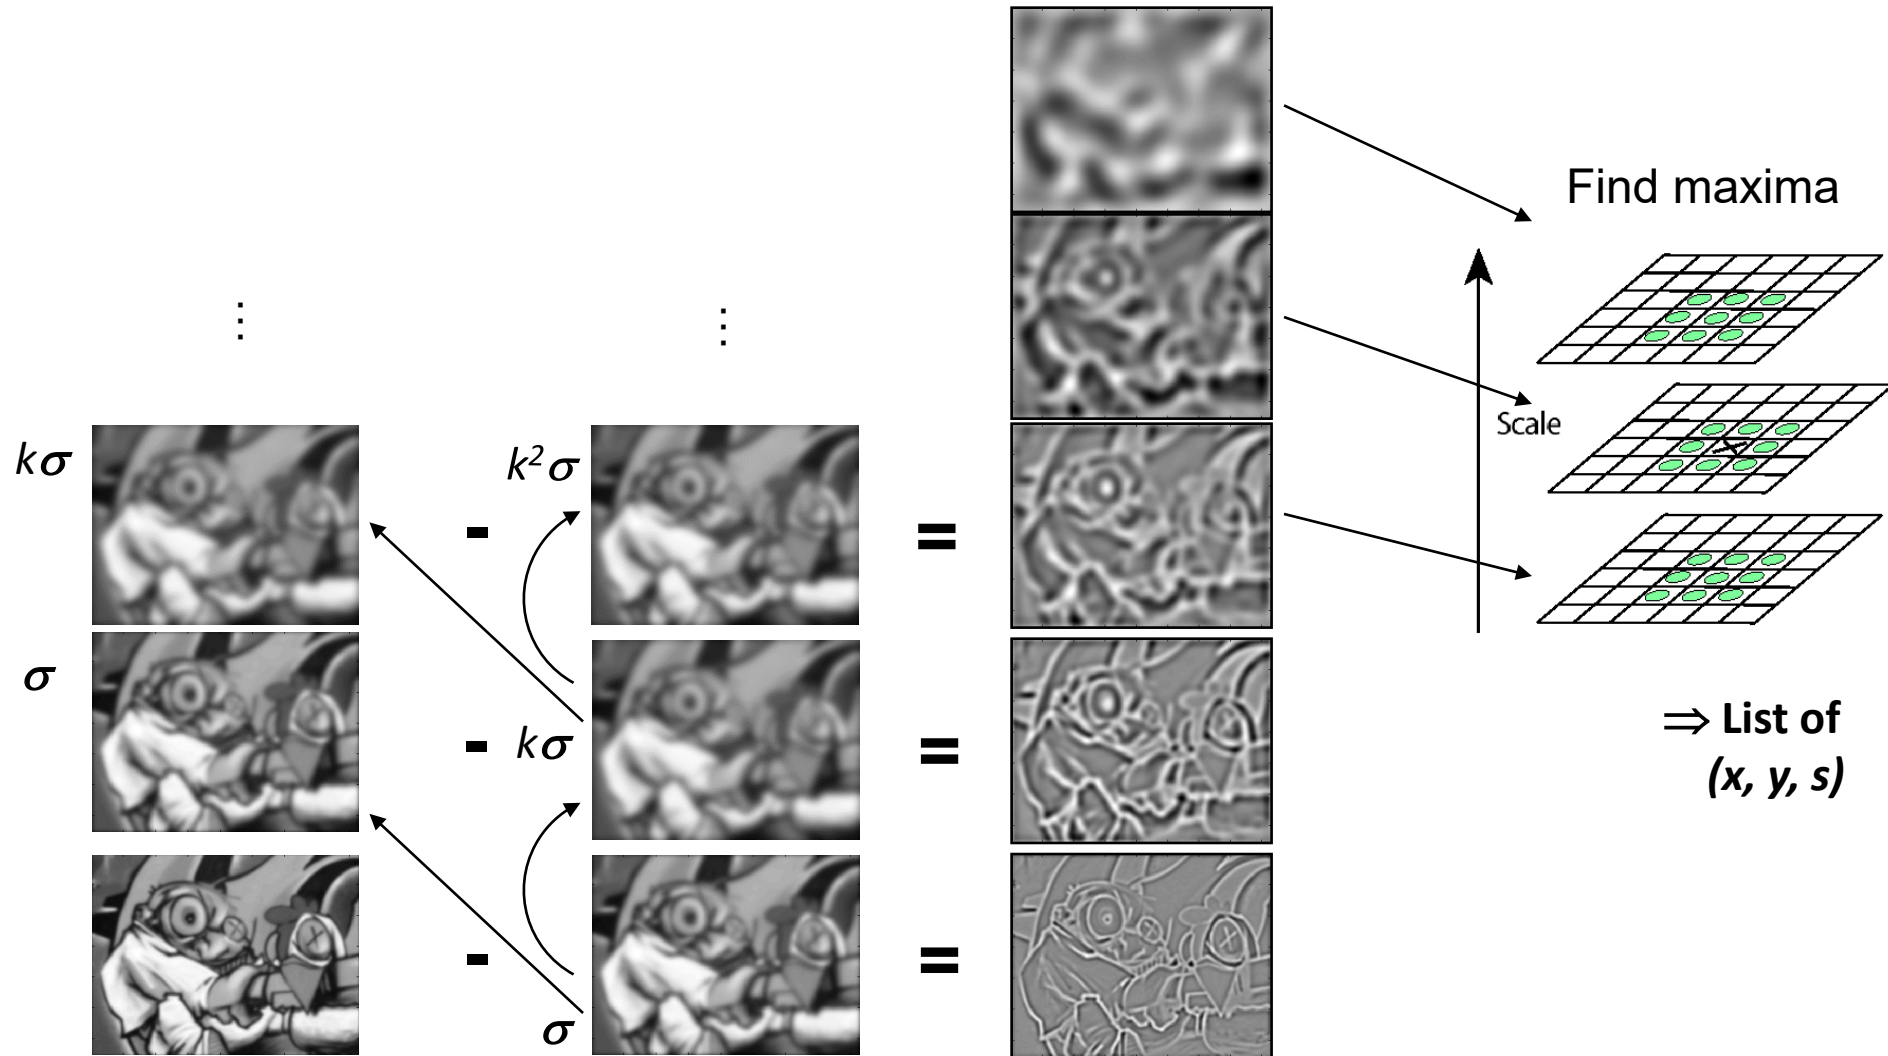 Find maxima
⋮
⋮
Scale
kσ
k²σ
-
=
σ
-
kσ
=
⇒ List of
(x, y, s)
-
=
σ